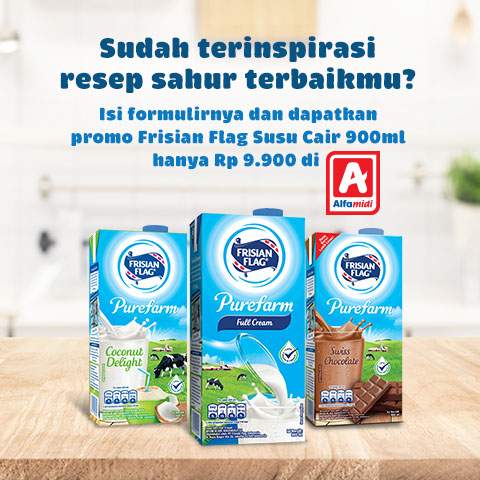 Sudah terinspirasi
resep sahur terbaikmu?
Isi formulirnya dan dapatkan
promo Frisian Flag Susu Cair 900ml
hanya Rp 9.900 di
A
Alfamidi
FRISIAN
FLAG
Purefarm
Coconut
Delight
FRISIAN
FLAG
Purefarm
Full Cream
FRISIAN
FLAG
Purefarm
Swiss
Chocolate